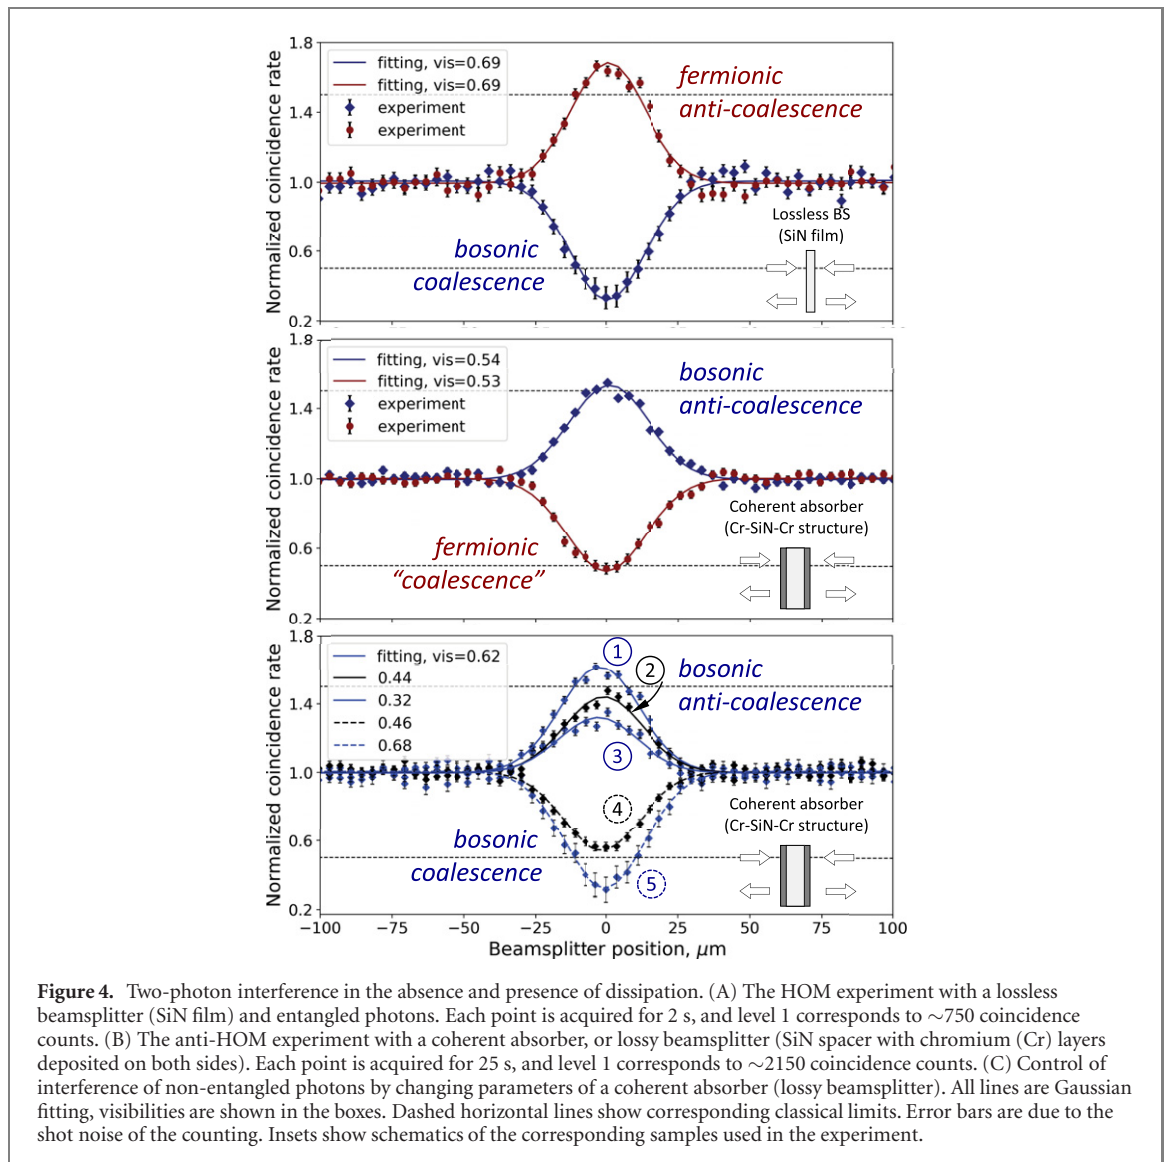 1.8
1.4
1.0
0.6
0.2
Normalized coincidence rate
fitting, vis=0.69
fitting, vis=0.69
experiment
experiment
fermionic
anti-coalescence
bosonic
coalescence
Lossless BS
(SiN film)
1.8
1.4
1.0
0.6
0.2
Normalized coincidence rate
fitting, vis=0.54
fitting, vis=0.53
experiment
experiment
bosonic
anti-coalescence
fermionic
“coalescence”
Coherent absorber
(Cr-SiN-Cr structure)
1.8
1.4
1.0
0.6
0.2
Normalized coincidence rate
fitting, vis=0.62
0.44
0.32
0.46
0.68
1
2
3
4
5
bosonic
anti-coalescence
bosonic
coalescence
Coherent absorber
(Cr-SiN-Cr structure)
−100 −75 −50 −25 0 25 50 75 100
Beamsplitter position, μm
Figure 4. Two-photon interference in the absence and presence of dissipation. (A) The HOM experiment with a lossless
beamsplitter (SiN film) and entangled photons. Each point is acquired for 2 s, and level 1 corresponds to ∼750 coincidence
counts. (B) The anti-HOM experiment with a coherent absorber, or lossy beamsplitter (SiN spacer with chromium (Cr) layers
deposited on both sides). Each point is acquired for 25 s, and level 1 corresponds to ∼2150 coincidence counts. (C) Control of
interference of non-entangled photons by changing parameters of a coherent absorber (lossy beamsplitter). All lines are Gaussian
fitting, visibilities are shown in the boxes. Dashed horizontal lines show corresponding classical limits. Error bars are due to the
shot noise of the counting. Insets show schematics of the corresponding samples used in the experiment.